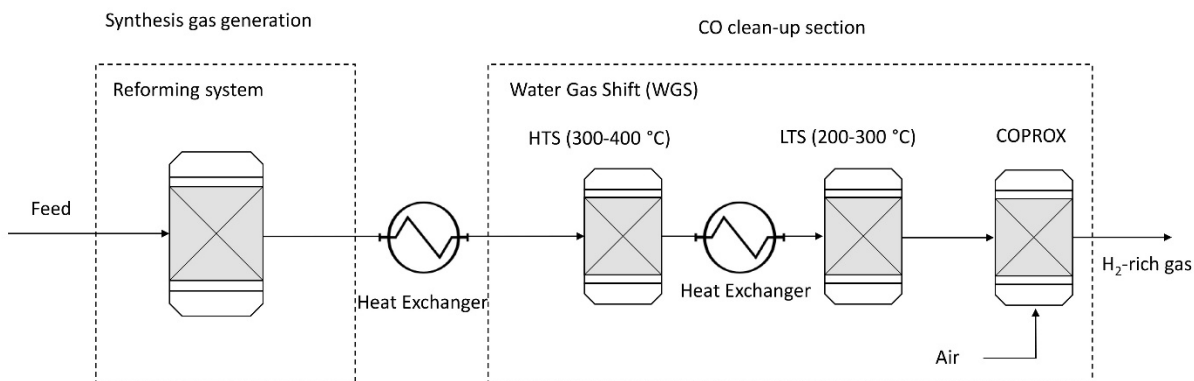 Synthesis gas generation
CO clean-up section
Reforming system
Water Gas Shift (WGS)
HTS (300-400 °C)
LTS (200-300 °C)
COPROX
Feed
Heat Exchanger
Heat Exchanger
H₂-rich gas
Air